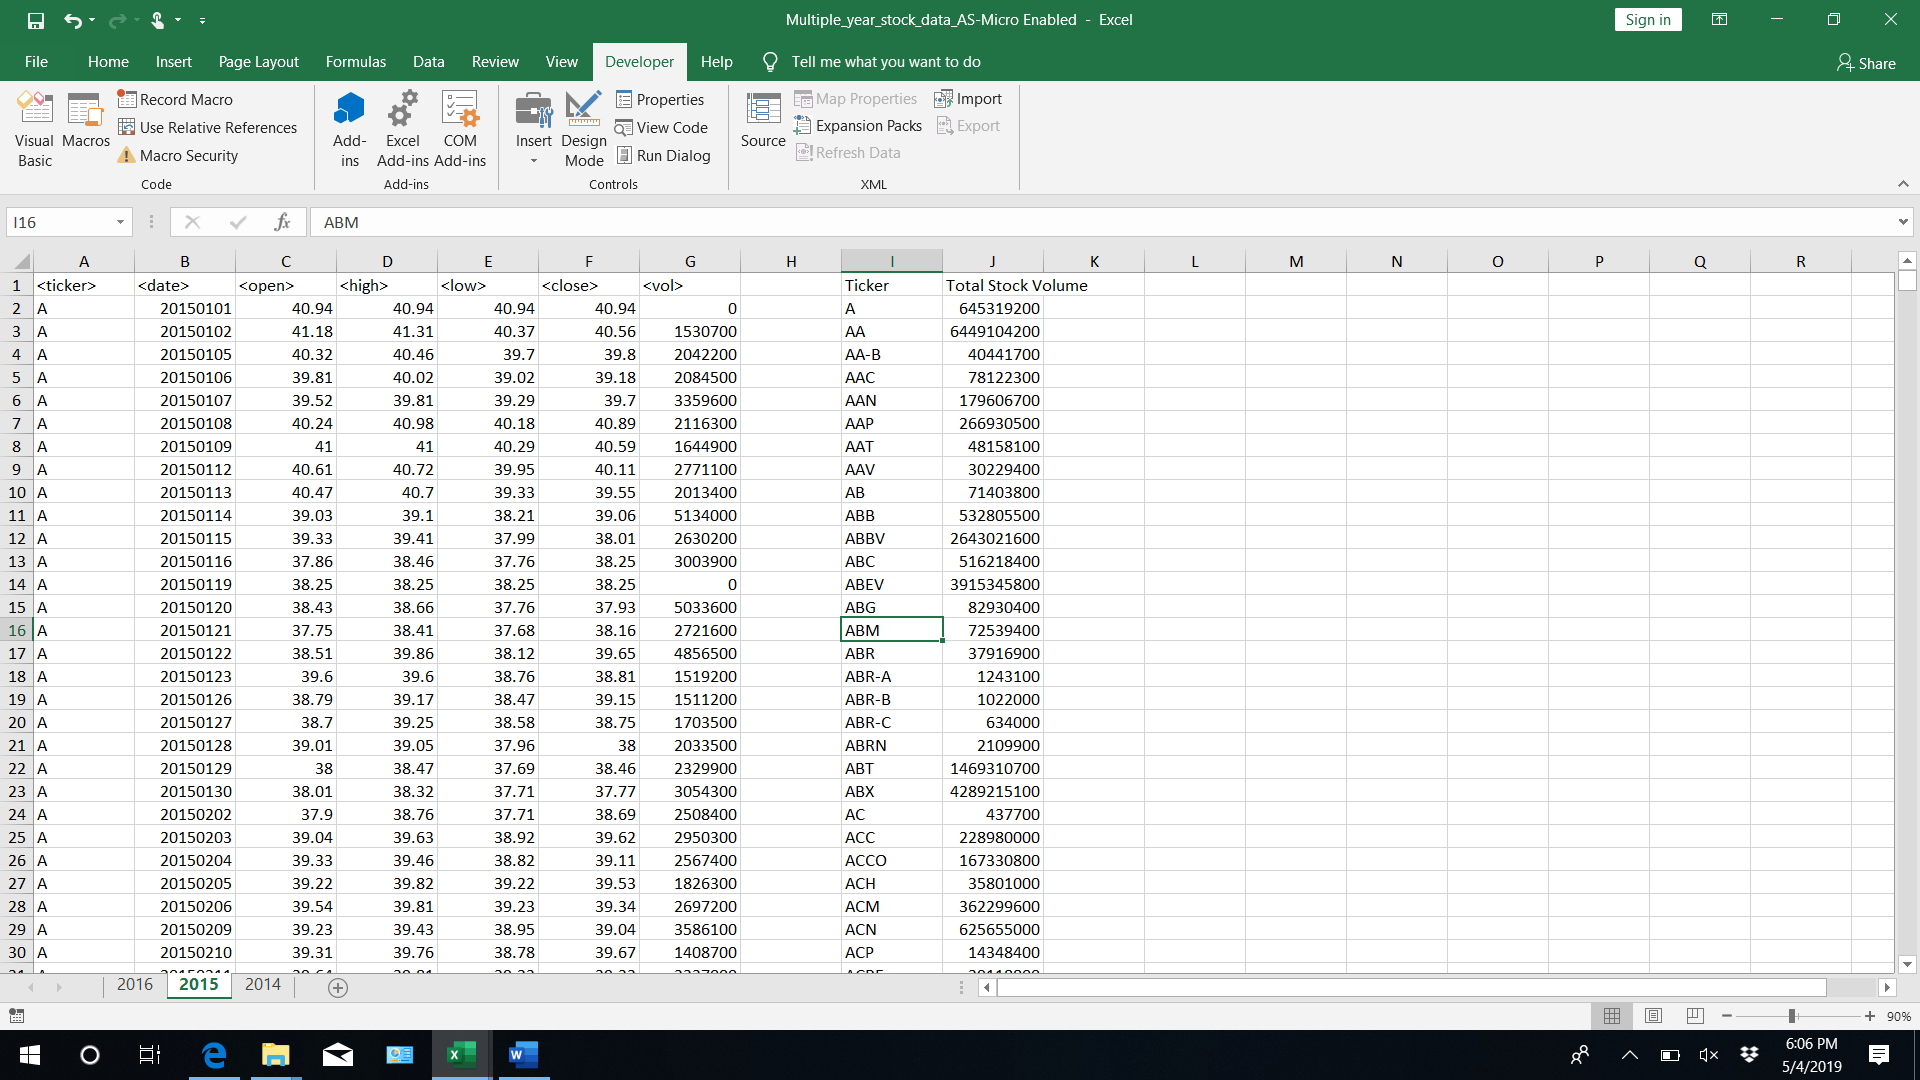 Multiple_year_stock_data_AS-Micro Enabled - Excel
Sign in
File Home Insert Page Layout Formulas Data Review View Developer Help Tell me what you want to do Share
Visual Basic
Macros
Record Macro
Use Relative References
Macro Security
Code
Add-ins
Excel Add-ins
COM Add-ins
Add-ins
Insert
Design Mode
Properties
View Code
Run Dialog
Controls
Source
Map Properties
Expansion Packs
Refresh Data
Import
Export
XML
I16 fx ABM
A B C D E F G H I J K L M N O P Q R
1 <ticker> <date> <open> <high> <low> <close> <vol> Ticker Total Stock Volume
2 A 20150101 40.94 40.94 40.94 40.94 0 A 645319200
3 A 20150102 41.18 41.31 40.37 40.56 1530700 AA 6449104200
4 A 20150105 40.32 40.46 39.7 39.8 2042200 AA-B 40441700
5 A 20150106 39.81 40.02 39.02 39.18 2084500 AAC 78122300
6 A 20150107 39.52 39.81 39.29 39.7 3359600 AAN 179606700
7 A 20150108 40.24 40.98 40.18 40.89 2116300 AAP 266930500
8 A 20150109 41 41 40.29 40.59 1644900 AAT 48158100
9 A 20150112 40.61 40.72 39.95 40.11 2771100 AAV 30229400
10 A 20150113 40.47 40.7 39.33 39.55 2013400 AB 71403800
11 A 20150114 39.03 39.1 38.21 39.06 5134000 ABB 532805500
12 A 20150115 39.33 39.41 37.99 38.01 2630200 ABBV 2643021600
13 A 20150116 37.86 38.46 37.76 38.25 3003900 ABC 516218400
14 A 20150119 38.25 38.25 38.25 38.25 0 ABEV 3915345800
15 A 20150120 38.43 38.66 37.76 37.93 5033600 ABG 82930400
16 A 20150121 37.75 38.41 37.68 38.16 2721600 ABM 72539400
17 A 20150122 38.51 39.86 38.12 39.65 4856500 ABR 37916900
18 A 20150123 39.6 39.6 38.76 38.81 1519200 ABR-A 1243100
19 A 20150126 38.79 39.17 38.47 39.15 1511200 ABR-B 1022000
20 A 20150127 38.7 39.25 38.58 38.75 1703500 ABR-C 634000
21 A 20150128 39.01 39.05 37.96 38 2033500 ABRN 2109900
22 A 20150129 38 38.47 37.69 38.46 2329900 ABT 1469310700
23 A 20150130 38.01 38.32 37.71 37.77 3054300 ABX 4289215100
24 A 20150202 37.9 38.76 37.71 38.69 2508400 AC 437700
25 A 20150203 39.04 39.63 38.92 39.62 2950300 ACC 228980000
26 A 20150204 39.33 39.46 38.82 39.11 2567400 ACCO 167330800
27 A 20150205 39.22 39.82 39.22 39.53 1826300 ACH 35801000
28 A 20150206 39.54 39.81 39.23 39.34 2697200 ACM 362299600
29 A 20150209 39.23 39.43 38.95 39.04 3586100 ACN 625655000
30 A 20150210 39.31 39.76 38.78 39.67 1408700 ACP 14348400
2016 2015 2014
90%
6:06 PM
5/4/2019